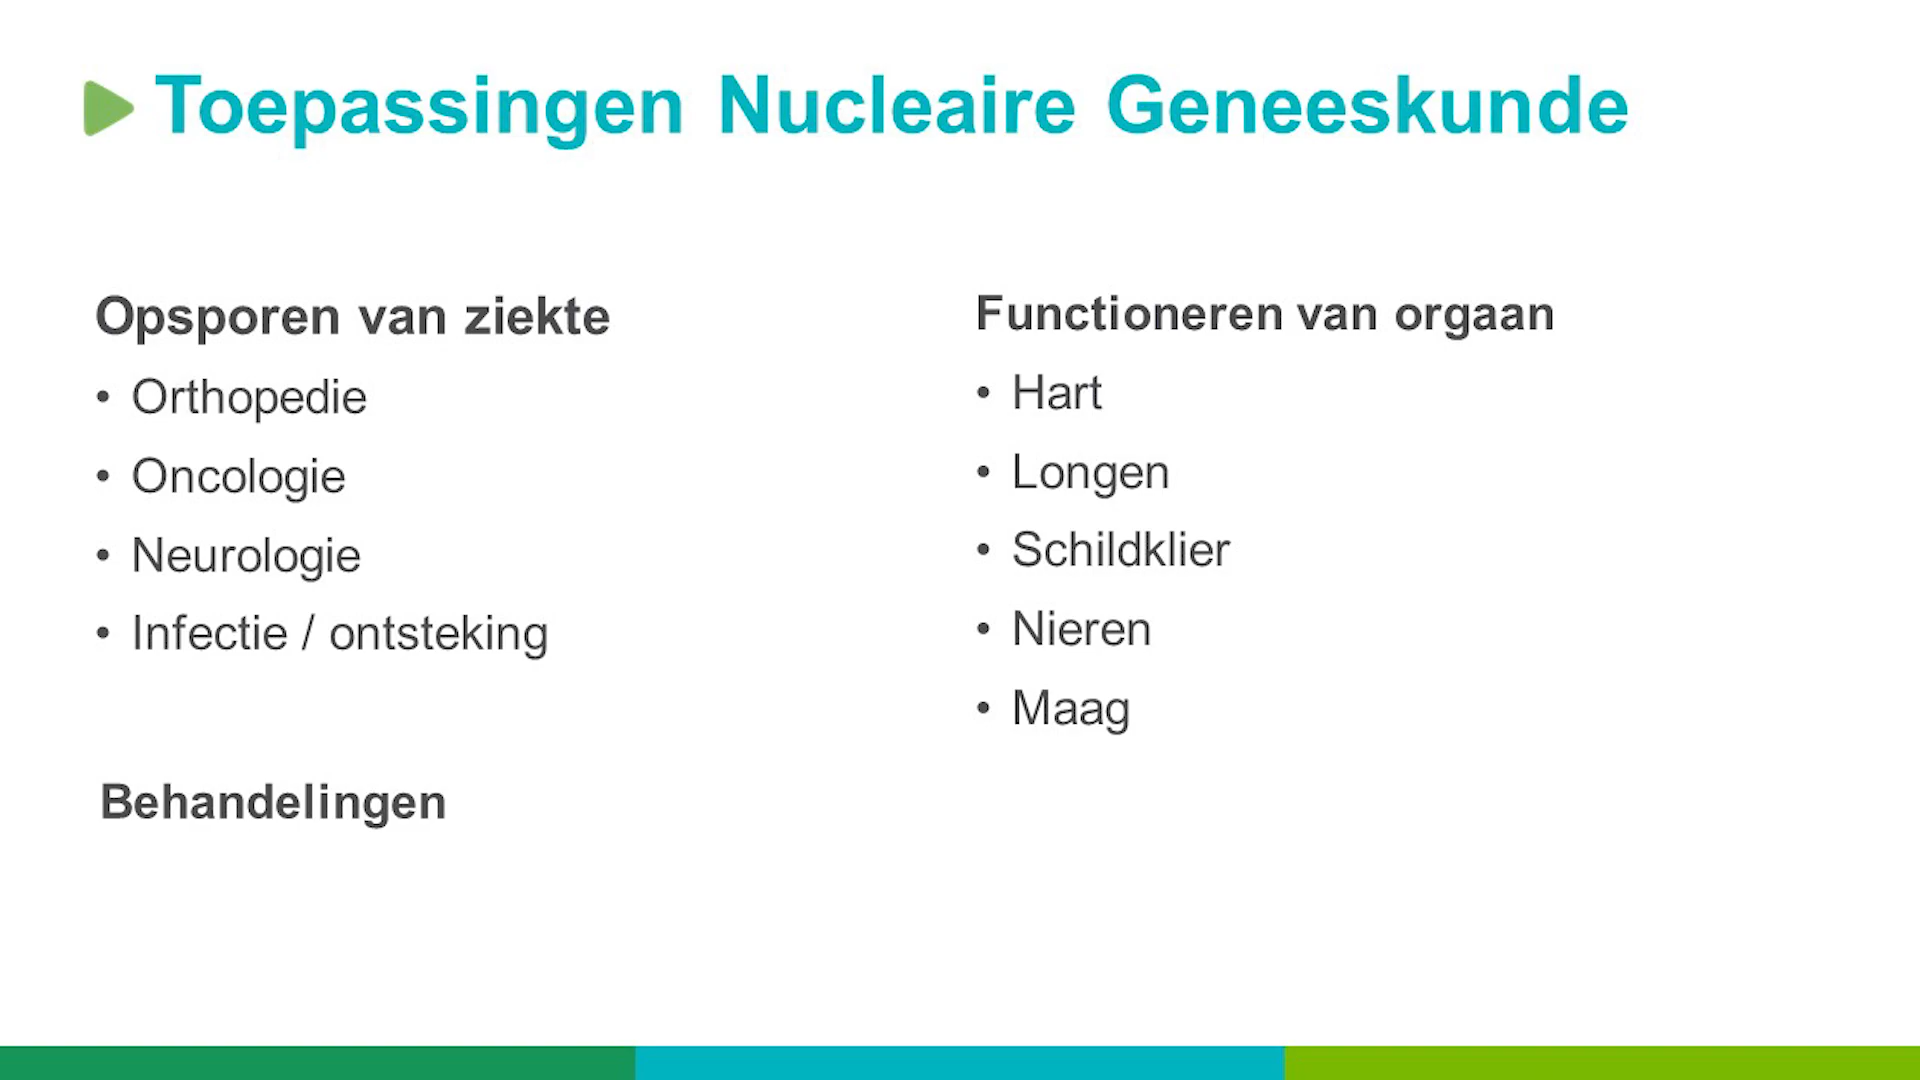 Toepassingen Nucleaire Geneeskunde
Opsporen van ziekte
• Orthopedie
• Oncologie
• Neurologie
• Infectie / ontsteking
Behandelingen
Functioneren van orgaan
• Hart
• Longen
• Schildklier
• Nieren
• Maag